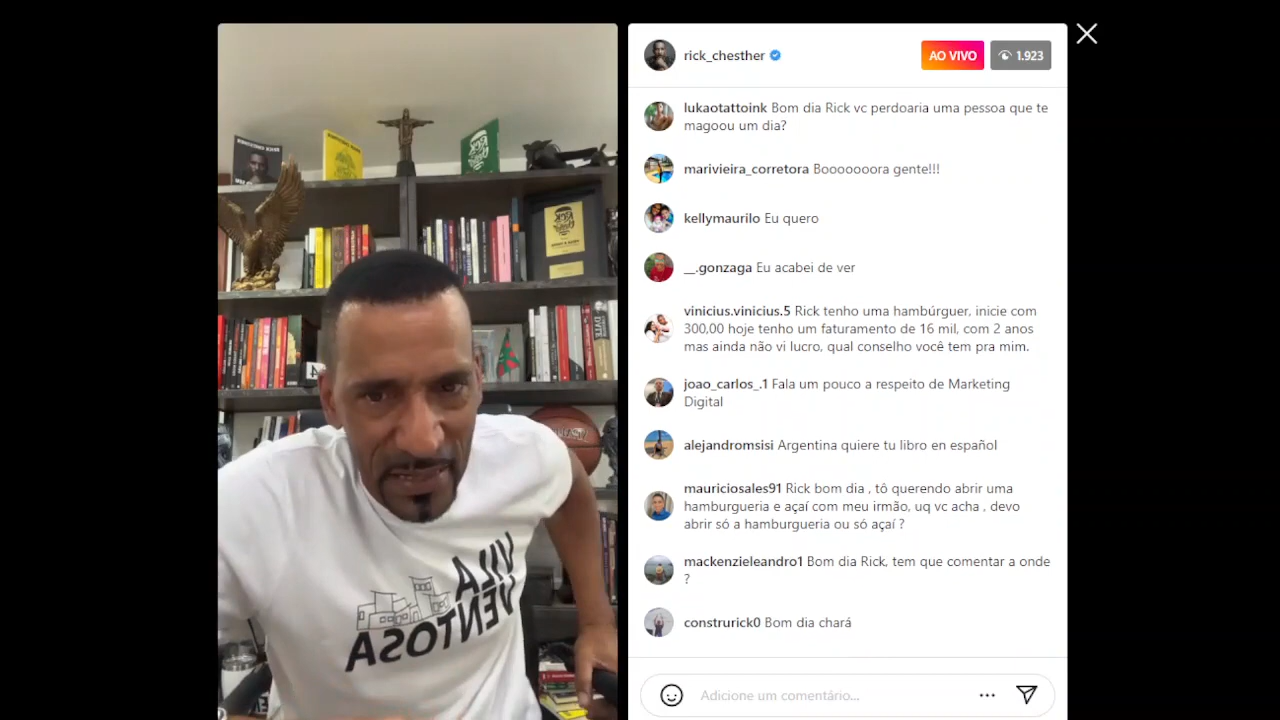 rick_chesther
AO VIVO
1.923
lukaotattoink Bom dia Rick vc perdoaria uma pessoa que te
magoou um dia?
marivieira_corretora Booooooora gente!!!
kellymaurilo Eu quero
__.gonzaga Eu acabei de ver
vinicius.vinicius.5 Rick tenho uma hambúrguer, inicie com
300,00 hoje tenho um faturamento de 16 mil, com 2 anos
mas ainda não vi lucro, qual conselho você tem pra mim.
joao_carlos_.1 Fala um pouco a respeito de Marketing
Digital
alejandromsisi Argentina quiere tu libro en español
mauriciosales91 Rick bom dia , tô querendo abrir uma
hamburgueria e açaí com meu irmão, uq vc acha , devo
abrir só a hamburgueria ou só açaí ?
mackenzieleandro1 Bom dia Rick, tem que comentar a onde
?
construrick0 Bom dia chará
Adicione um comentário...
VILA
VENTOSA